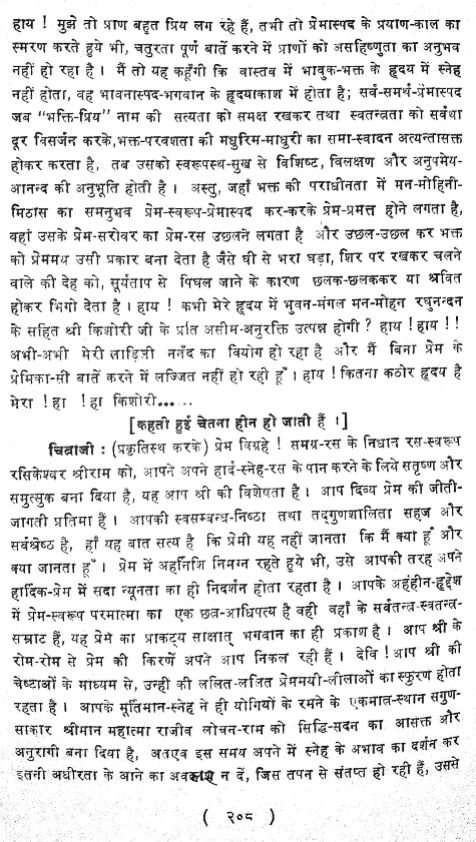 हाय ! मुझे तो प्राण बहुत प्रिय लग रहे हैं, तभी तो प्रेमास्पद के प्रयाण-काल का
स्मरण करते हुये भी, चतुरता पूर्ण बातें करने में प्राणों को असहिष्णुता का अनुभव
नहीं हो रहा है । मैं तो यह कहूँगी कि वास्तव में भावुक-भक्त के हृदय में स्नेह
नहीं होता, वह भावनास्पद-भगवान के हृदयाकाश में होता है; सर्व-समर्थ-प्रेमास्पद
जब "भक्ति-प्रिय" नाम की सत्यता को समक्ष रखकर तथा स्वतन्त्रता को सर्वथा
दूर विसर्जन करके,भक्त-परवशता की मधुरिम-माधुरी का समा-स्वादन अत्यन्तासक्त
होकर करता है, तब उसको स्वरूपस्थ-सुख से विशिष्ट, विलक्षण और अनुपमेय-
आनन्द की अनुभूति होती है । अस्तु, जहाँ भक्त की पराधीनता में मन-मोहिनी-
मिठास का समनुभव प्रेम-स्वरूप-प्रेमास्पद कर-करके प्रेम-प्रमत्त होने लगता है,
वहाँ उसके प्रेम-सरोवर का प्रेम-रस उछलने लगता है और उछल-उछल कर भक्त
को प्रेममय उसी प्रकार बना देता है जैसे घी से भरा घड़ा, शिर पर रखकर चलने
वाले की देह को, सूर्यताप से पिघल जाने के कारण छलक-छलककर या श्रवित
होकर भिगो देता है । हाय ! कभी मेरे हृदय में भुवन-मंगल मन-मोहन रघुनन्दन
के सहित श्री किशोरी जी के प्रति असीम-अनुरक्ति उत्पन्न होगी ? हाय ! हाय ! !
अभी-अभी मेरी लाड़िली ननँद का वियोग हो रहा है और मैं बिना प्रेम के
प्रेमिका-सी बातें करने में लज्जित नहीं हो रही हूँ । हाय ! कितना कठोर हृदय है
मेरा ! हा ! हा किशोरी......
[कहती हुई चेतना हीन हो जाती हैं ।]
चित्राजी : (प्रकृतिस्थ करके) प्रेम विग्रहे ! समग्र-रस के निधान रस-स्वरूप
रसिकेश्वर श्रीराम को, आपने अपने हार्द-स्नेह-रस के पान करने के लिये सतृष्ण और
समुत्सुक बना दिया है, यह आप श्री की विशेषता है । आप दिव्य प्रेम की जीती-
जागती प्रतिमा हैं । आपकी स्वसम्बन्ध-निष्ठा तथा तद्गुणशालिता सहज और
सर्वश्रेष्ठ है, हाँ यह बात सत्य है कि प्रेमी यह नहीं जानता कि मैं क्या हूँ और
क्या जानता हूँ । प्रेम में अहर्निशि निमग्न रहते हुये भी, उसे आपकी तरह अपने
हार्दिक-प्रेम में सदा न्यूनता का ही निदर्शन होता रहता है । आपके अहंहीन-हृद्देश
में प्रेम-स्वरूप परमात्मा का एक छत्र-आधिपत्य है वही वहाँ के सर्वतन्त्र-स्वतन्त्र-
सम्राट हैं, यह प्रेम का प्राकट्य साक्षात् भगवान का ही प्रकाश है । आप श्री के
रोम-रोम से प्रेम की किरणें अपने आप निकल रही हैं । देवि ! आप श्री की
चेष्टाओं के माध्यम से, उन्हीं की ललित-ललित प्रेममयी-लीलाओं का स्फुरण होता
रहता है । आपके मूर्तिमान-स्नेह ने ही योगियों के रमने के एकमात्र-स्थान सगुण-
साकार श्रीमान महात्मा राजीव लोचन-राम को सिद्धि-सदन का आसक्त और
अनुरागी बना दिया है, अतएव इस समय अपने में स्नेह के अभाव का दर्शन कर
इतनी अधीरता के आने का अवकाश न दें, जिस तपन से संतप्त हो रही हैं, उससे
( २०८ )